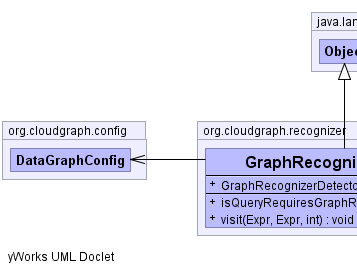 java.lan
Objec
org.cloudgraph.config
DataGraphConfig
org.cloudgraph.recognizer
GraphRecogni
+ GraphRecognizerDetecto
+ isQueryRequiresGraphR
+ visit(Expr, Expr, int) : void
yWorks UML Doclet